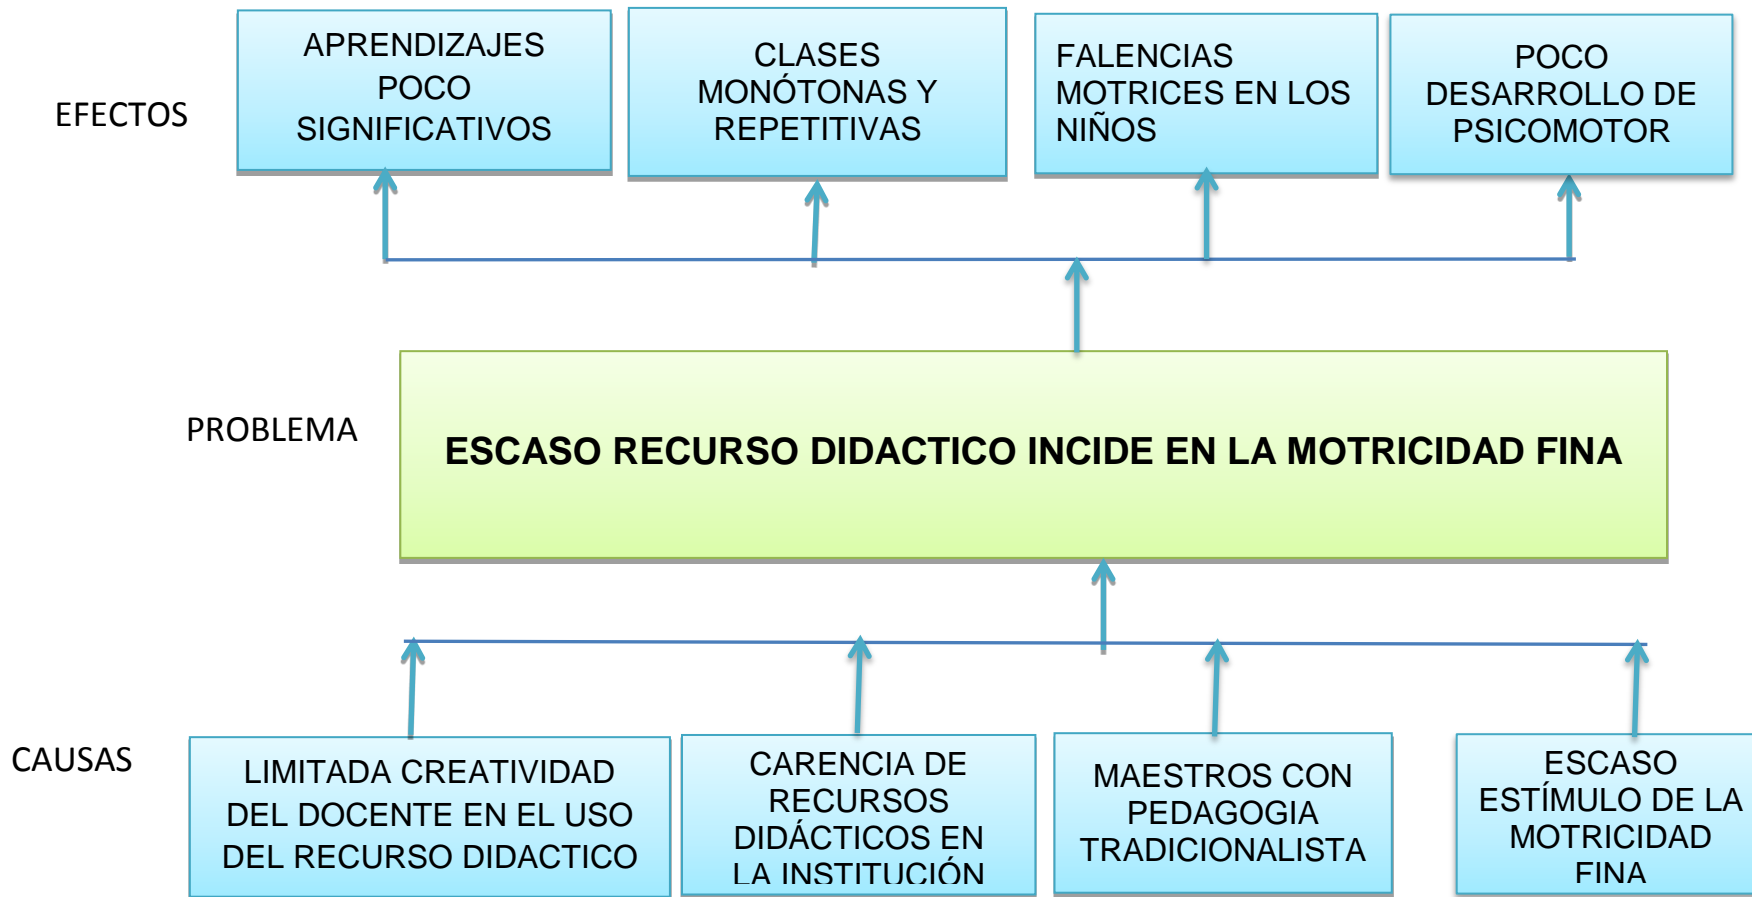 APRENDIZAJES
POCO
SIGNIFICATIVOS
CLASES
MONÓTONAS Y
REPETITIVAS
FALENCIAS
MOTRICES EN LOS
NIÑOS
POCO
DESARROLLO DE
PSICOMOTOR
EFECTOS
PROBLEMA
ESCASO RECURSO DIDACTICO INCIDE EN LA MOTRICIDAD FINA
CAUSAS
LIMITADA CREATIVIDAD
DEL DOCENTE EN EL USO
DEL RECURSO DIDACTICO
CARENCIA DE
RECURSOS
DIDÁCTICOS EN
LA INSTITUCIÓN
MAESTROS CON
PEDAGOGIA
TRADICIONALISTA
ESCASO
ESTÍMULO DE LA
MOTRICIDAD
FINA